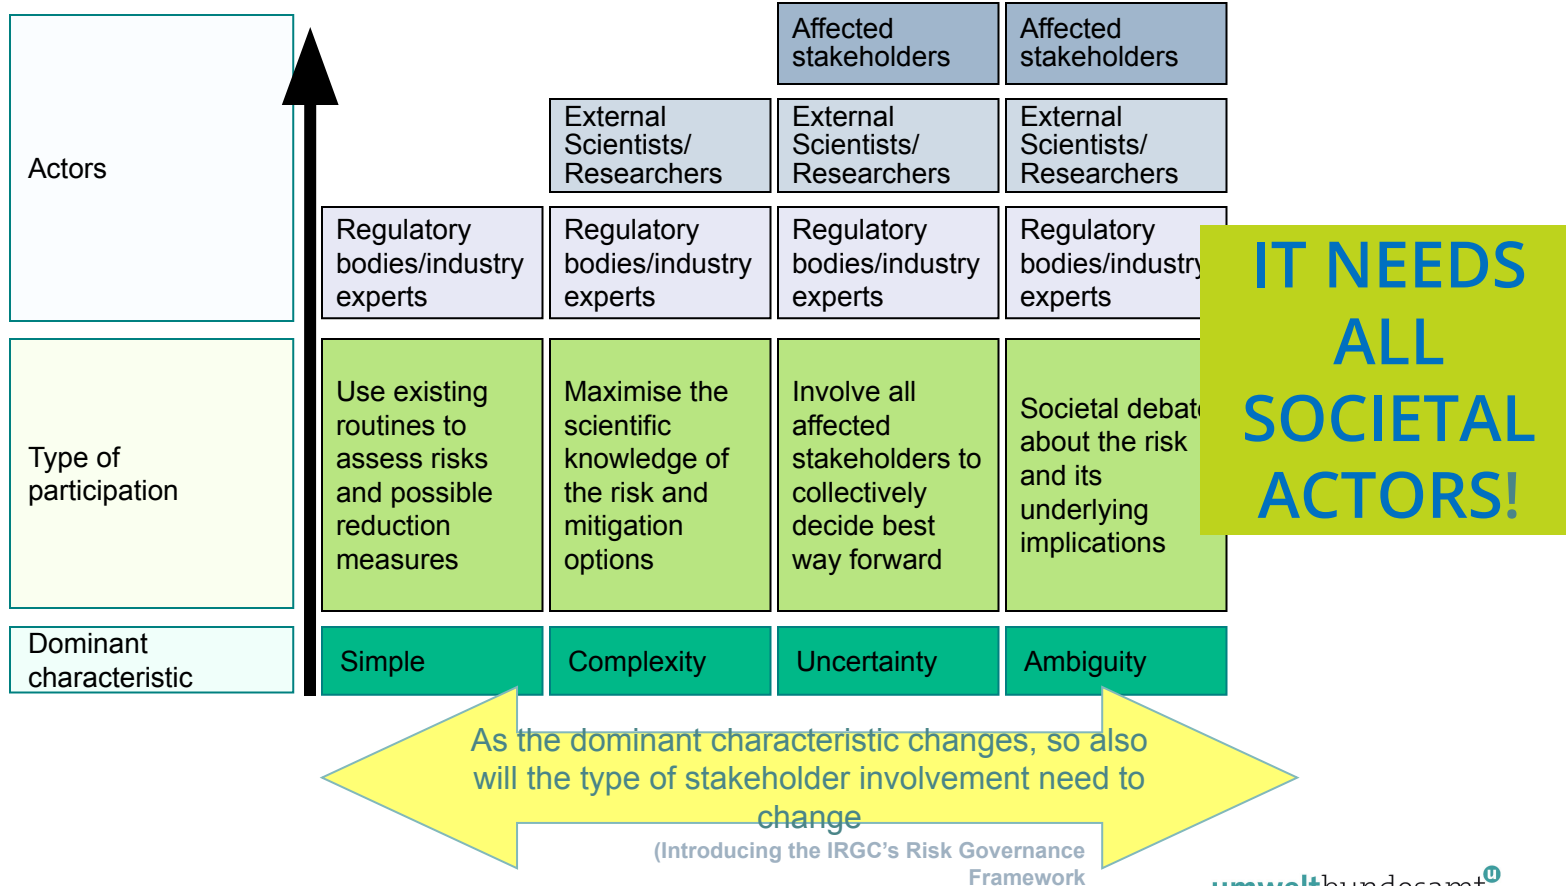 Affected
stakeholders
Affected
stakeholders
Actors
External
Scientists/
Researchers
External
Scientists/
Researchers
External
Scientists/
Researchers
Regulatory
bodies/industry
experts
Regulatory
bodies/industry
experts
Regulatory
bodies/industry
experts
Regulatory
bodies/industry
experts
IT NEEDS
ALL
SOCIETAL
ACTORS!
Type of
participation
Use existing
routines to
assess risks
and possible
reduction
measures
Maximise the
scientific
knowledge of
the risk and
mitigation
options
Involve all
affected
stakeholders to
collectively
decide best
way forward
Societal debate
about the risk
and its
underlying
implications
Dominant
characteristic
Simple
Complexity
Uncertainty
Ambiguity
As the dominant characteristic changes, so also
will the type of stakeholder involvement need to
change
(Introducing the IRGC's Risk Governance
Framework
umweltbundesamt